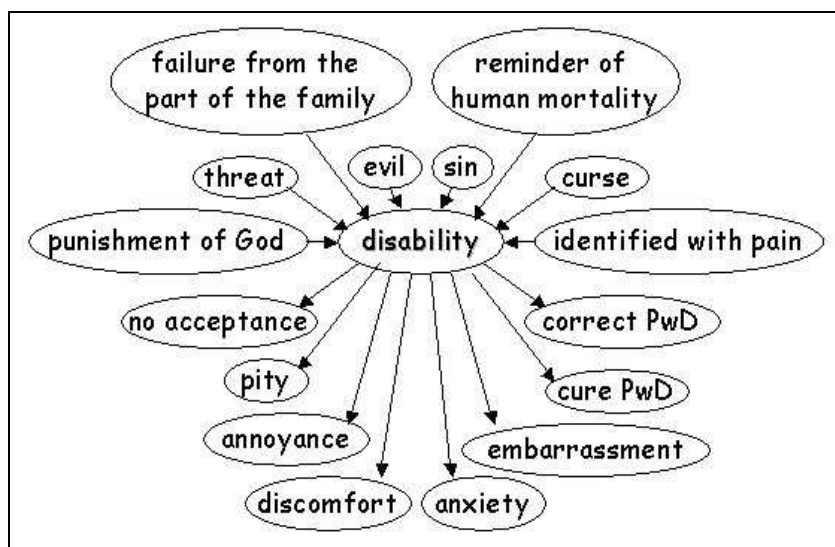 failure from the
part of the family
reminder of
human mortality
threat
evil
sin
curse
punishment of God
disability
identified with pain
no acceptance
correct PwD
pity
cure PwD
annoyance
embarrassment
discomfort
anxiety